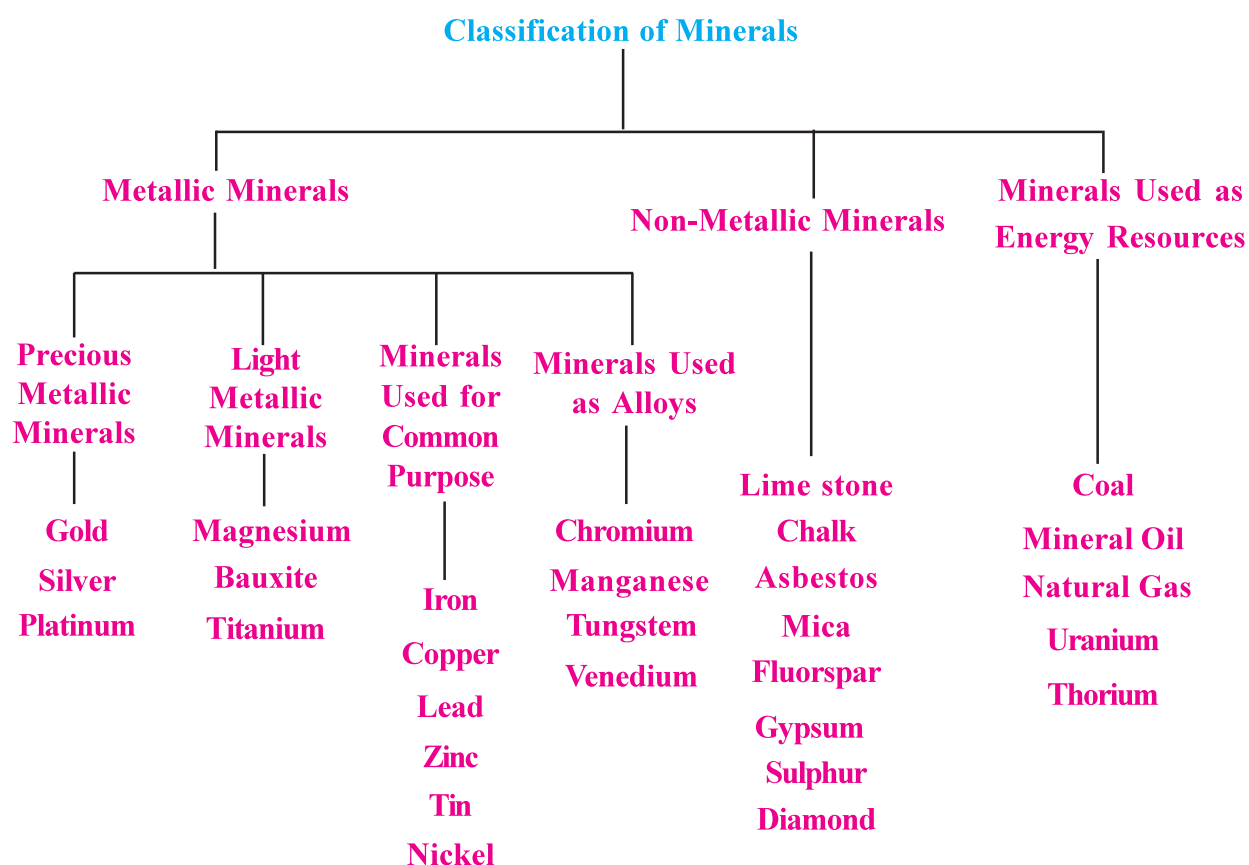 Classification of Minerals
Metallic Minerals
Non-Metallic Minerals
Minerals Used as
Energy Resources
Precious
Metallic
Minerals
Light
Metallic
Minerals
Minerals
Used for
Common
Purpose
Minerals Used
as Alloys
Gold
Silver
Platinum
Magnesium
Bauxite
Titanium
Iron
Copper
Lead
Zinc
Tin
Nickel
Chromium
Manganese
Tungstem
Venedium
Lime stone
Chalk
Asbestos
Mica
Fluorspar
Gypsum
Sulphur
Diamond
Coal
Mineral Oil
Natural Gas
Uranium
Thorium